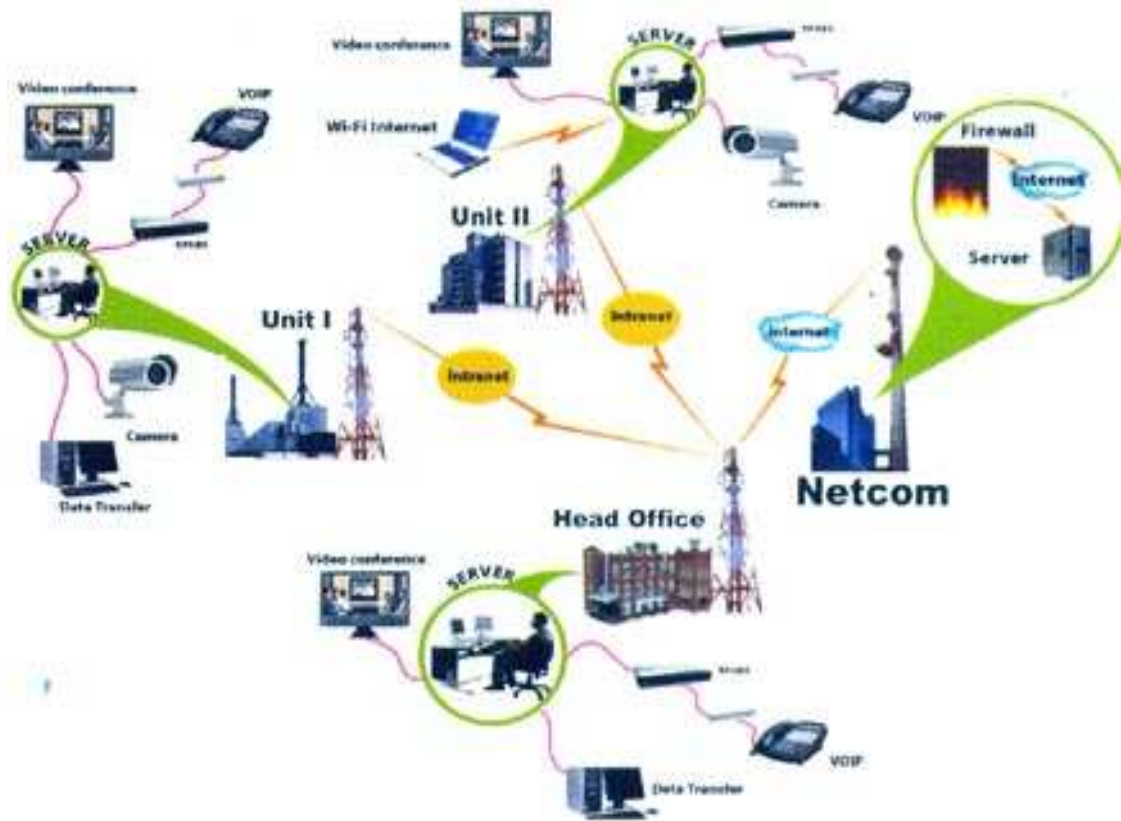 Video conference
VOIP
SERVER
Camera
Data Transfer
Unit I
Intranet
Video conference
SERVER
VOIP
Wi-Fi Internet
Camera
Unit II
Intranet
Internet
Firewall
Internet
Server
Netcom
Head Office
Video conference
SERVER
VOIP
Data Transfer